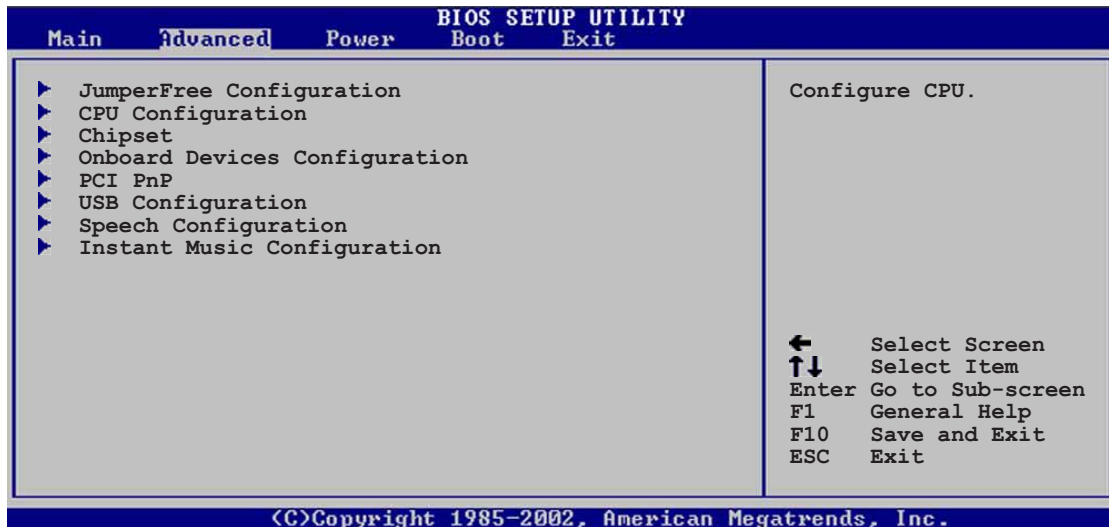 BIOS SETUP UTILITY
Main Advanced Power Boot Exit
JumperFree Configuration
CPU Configuration
Chipset
Onboard Devices Configuration
PCI PnP
USB Configuration
Speech Configuration
Instant Music Configuration
Configure CPU.
← Select Screen
↑↓ Select Item
Enter Go to Sub-screen
F1 General Help
F10 Save and Exit
ESC Exit
(C)Copyright 1985-2002, American Megatrends, Inc.